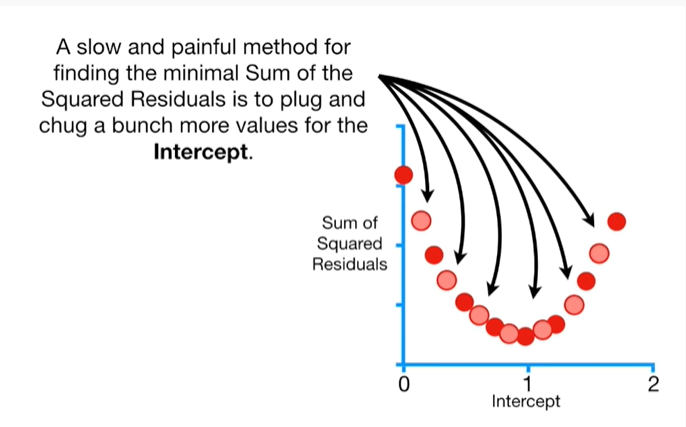 A slow and painful method for
finding the minimal Sum of the
Squared Residuals is to plug and
chug a bunch more values for the
Intercept.
Sum of
Squared
Residuals
0
1
2
Intercept